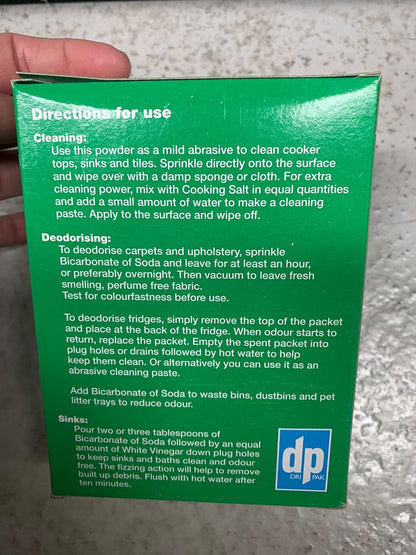 Directions for use
Cleaning:
Use this powder as a mild abrasive to clean cooker
tops, sinks and tiles. Sprinkle directly onto the surface
and wipe over with a damp sponge or cloth. For extra
cleaning power, mix with Cooking Salt in equal quantities
and add a small amount of water to make a cleaning
paste. Apply to the surface and wipe off.
Deodorising:
To deodorise carpets and upholstery, sprinkle
Bicarbonate of Soda and leave for at least an hour,
or preferably overnight. Then vacuum to leave fresh
smelling, perfume free fabric.
Test for colourfastness before use.
To deodorise fridges, simply remove the top of the packet
and place at the back of the fridge. When odour starts to
return, replace the packet. Empty the spent packet into
plug holes or drains followed by hot water to help
keep them clean. Or alternatively you can use it as an
abrasive cleaning paste.
Add Bicarbonate of Soda to waste bins, dustbins and pet
litter trays to reduce odour.
Sinks:
Pour two or three tablespoons of
Bicarbonate of Soda followed by an equal
amount of White Vinegar down plug holes
to keep sinks and baths clean and odour
free. The fizzing action will help to remove
built up debris. Flush with hot water after
ten minutes.
dp
DRI PAK